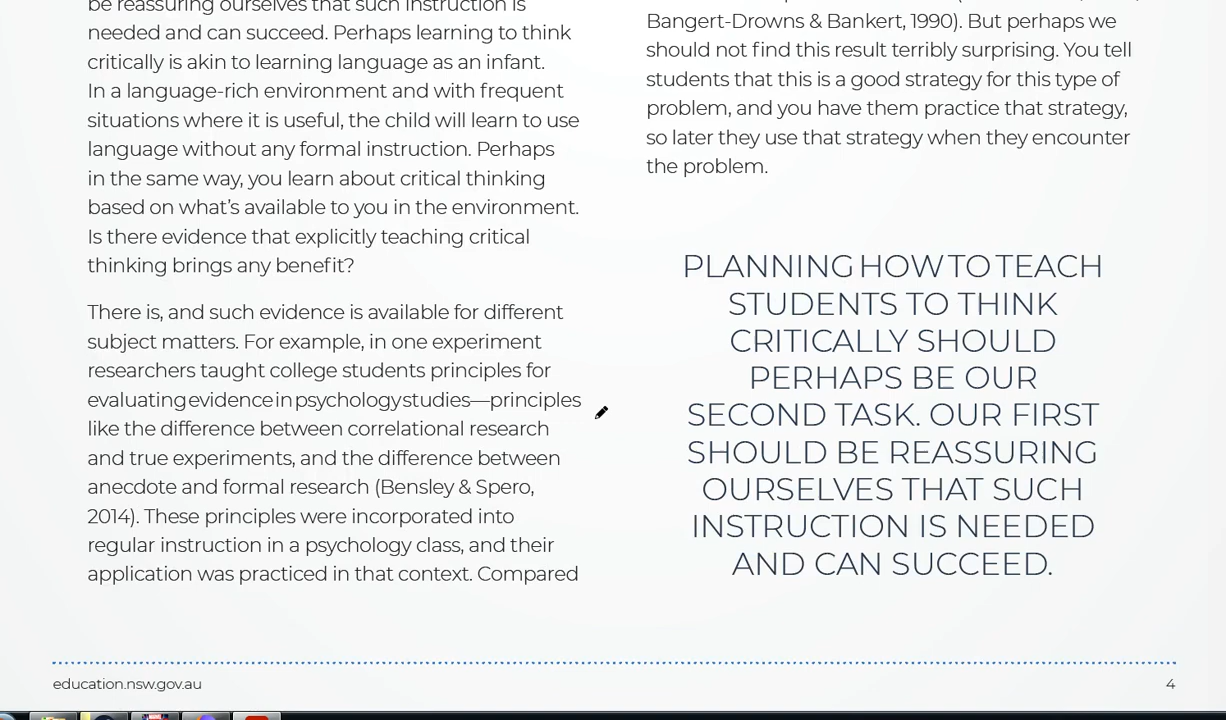 be reassuring ourselves that such instruction is
needed and can succeed. Perhaps learning to think
critically is akin to learning language as an infant.
In a language-rich environment and with frequent
situations where it is useful, the child will learn to use
language without any formal instruction. Perhaps
in the same way, you learn about critical thinking
based on what’s available to you in the environment.
Is there evidence that explicitly teaching critical
thinking brings any benefit?
There is, and such evidence is available for different
subject matters. For example, in one experiment
researchers taught college students principles for
evaluating evidence in psychology studies—principles
like the difference between correlational research
and true experiments, and the difference between
anecdote and formal research (Bensley & Spero,
2014). These principles were incorporated into
regular instruction in a psychology class, and their
application was practiced in that context. Compared
Bangert-Drowns & Bankert, 1990). But perhaps we
should not find this result terribly surprising. You tell
students that this is a good strategy for this type of
problem, and you have them practice that strategy,
so later they use that strategy when they encounter
the problem.
PLANNING HOW TO TEACH
STUDENTS TO THINK
CRITICALLY SHOULD
PERHAPS BE OUR
SECOND TASK. OUR FIRST
SHOULD BE REASSURING
OURSELVES THAT SUCH
INSTRUCTION IS NEEDED
AND CAN SUCCEED.
education.nsw.gov.au
4